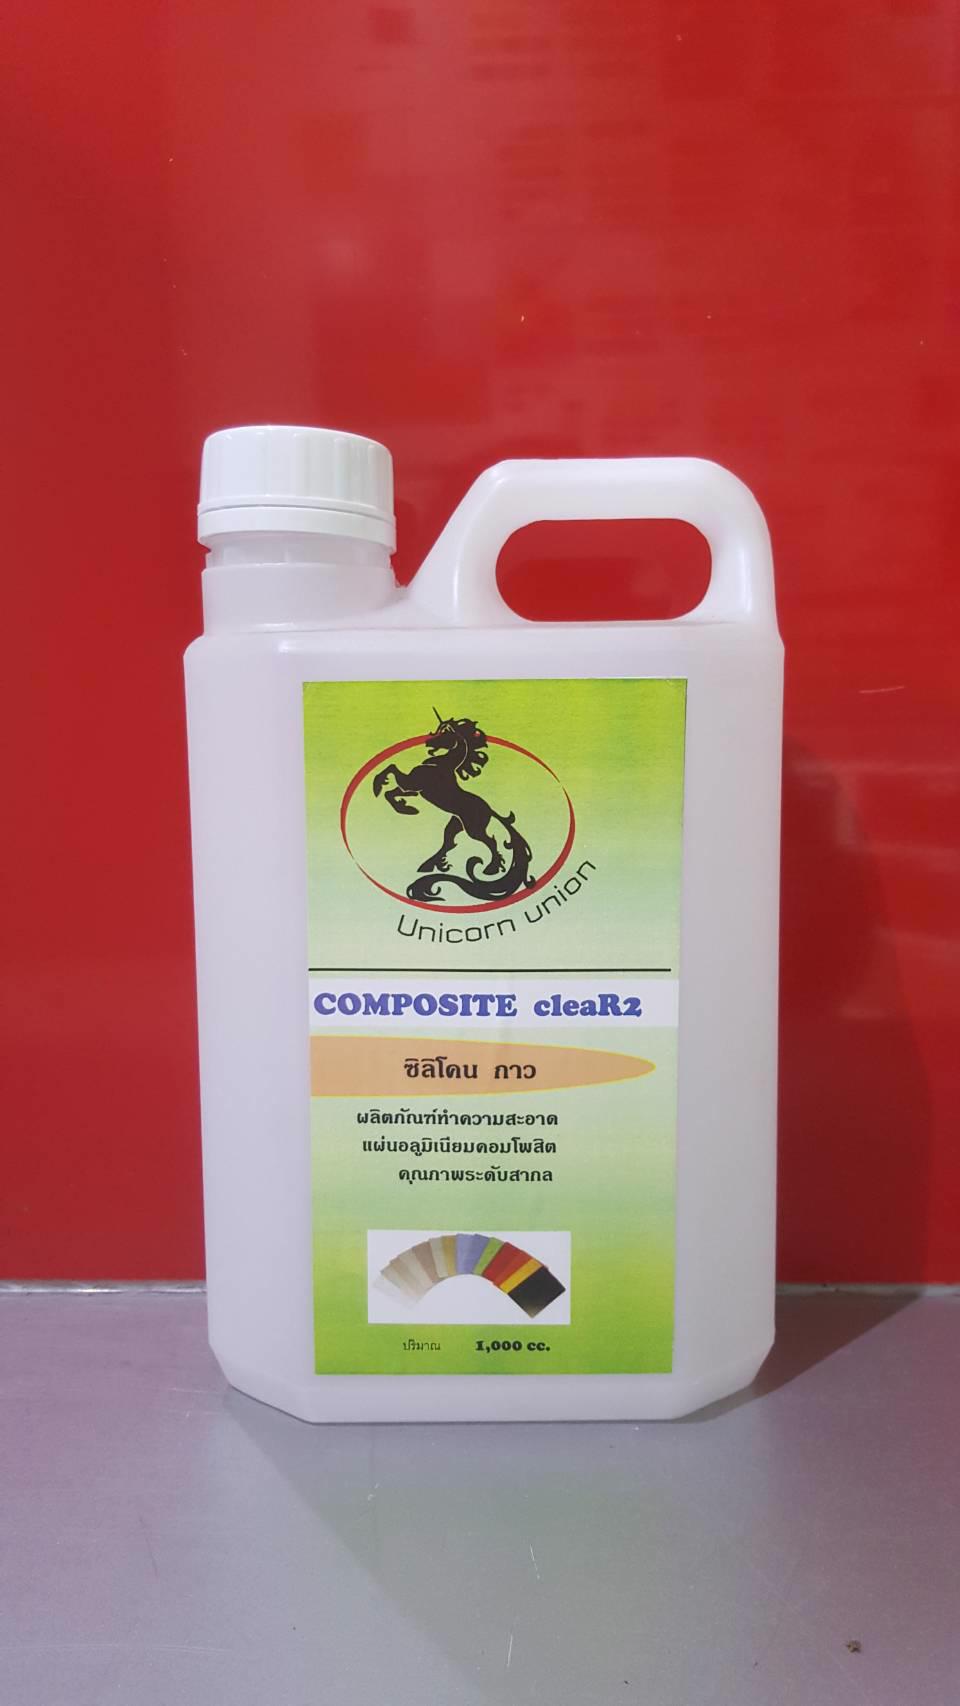 Unicorn union
COMPOSITE cleaR2
ซิลิโคน กาว
ผลิตภัณฑ์ทำความสะอาด
แผ่นอลูมิเนียมคอมโพสิต
คุณภาพระดับสากล
ปริมาณ 1,000 cc.